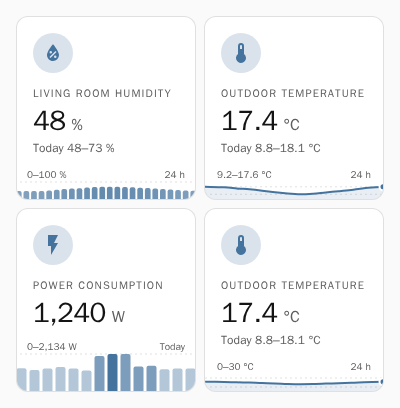 LIVING ROOM HUMIDITY
48 %
Today 48–73 %
0–100 % 24 h
OUTDOOR TEMPERATURE
17.4 °C
Today 8.8–18.1 °C
9.2–17.6 °C 24 h
POWER CONSUMPTION
1,240 W
0–2,134 W Today
OUTDOOR TEMPERATURE
17.4 °C
Today 8.8–18.1 °C
0–30 °C 24 h